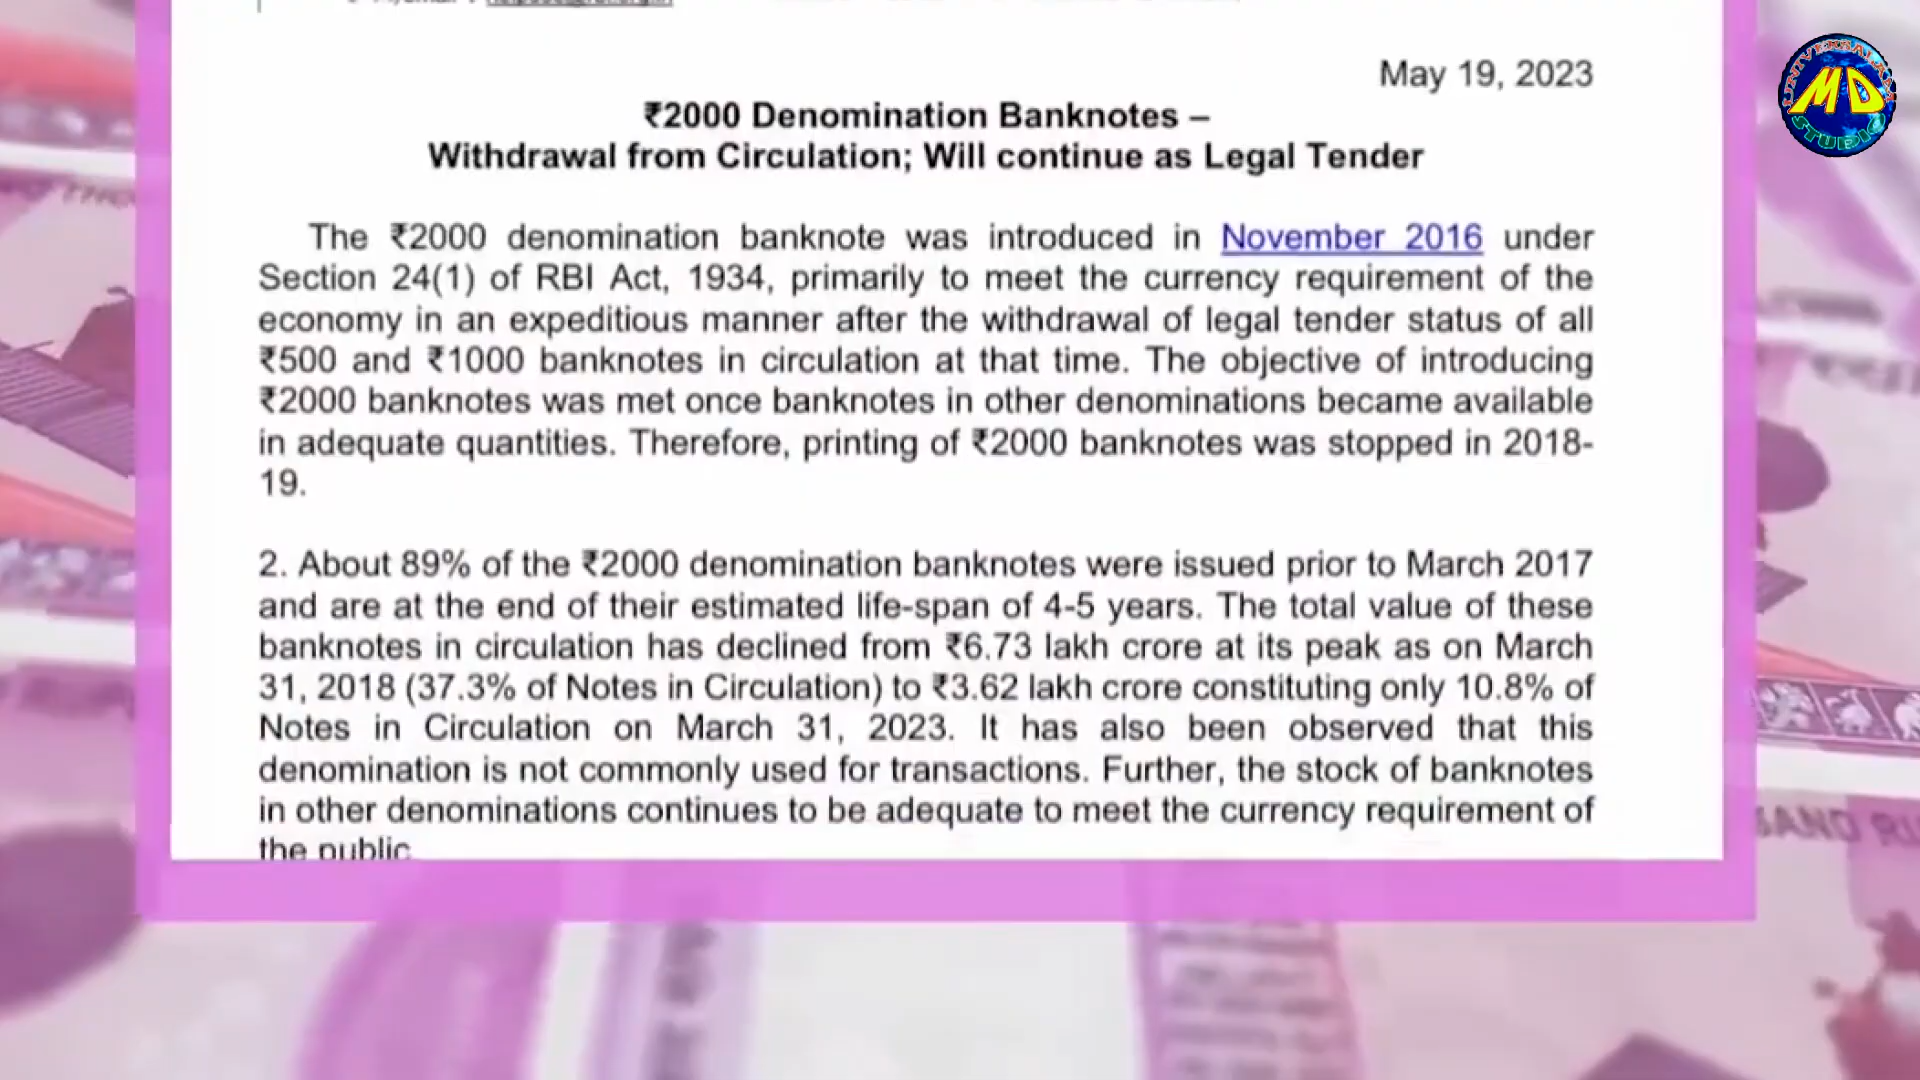 May 19, 2023
₹2000 Denomination Banknotes –
Withdrawal from Circulation; Will continue as Legal Tender
The ₹2000 denomination banknote was introduced in November 2016 under
Section 24(1) of RBI Act, 1934, primarily to meet the currency requirement of the
economy in an expeditious manner after the withdrawal of legal tender status of all
₹500 and ₹1000 banknotes in circulation at that time. The objective of introducing
₹2000 banknotes was met once banknotes in other denominations became available
in adequate quantities. Therefore, printing of ₹2000 banknotes was stopped in 2018-
19.
2. About 89% of the ₹2000 denomination banknotes were issued prior to March 2017
and are at the end of their estimated life-span of 4-5 years. The total value of these
banknotes in circulation has declined from ₹6.73 lakh crore at its peak as on March
31, 2018 (37.3% of Notes in Circulation) to ₹3.62 lakh crore constituting only 10.8% of
Notes in Circulation on March 31, 2023. It has also been observed that this
denomination is not commonly used for transactions. Further, the stock of banknotes
in other denominations continues to be adequate to meet the currency requirement of
the public
MD
STUDIO